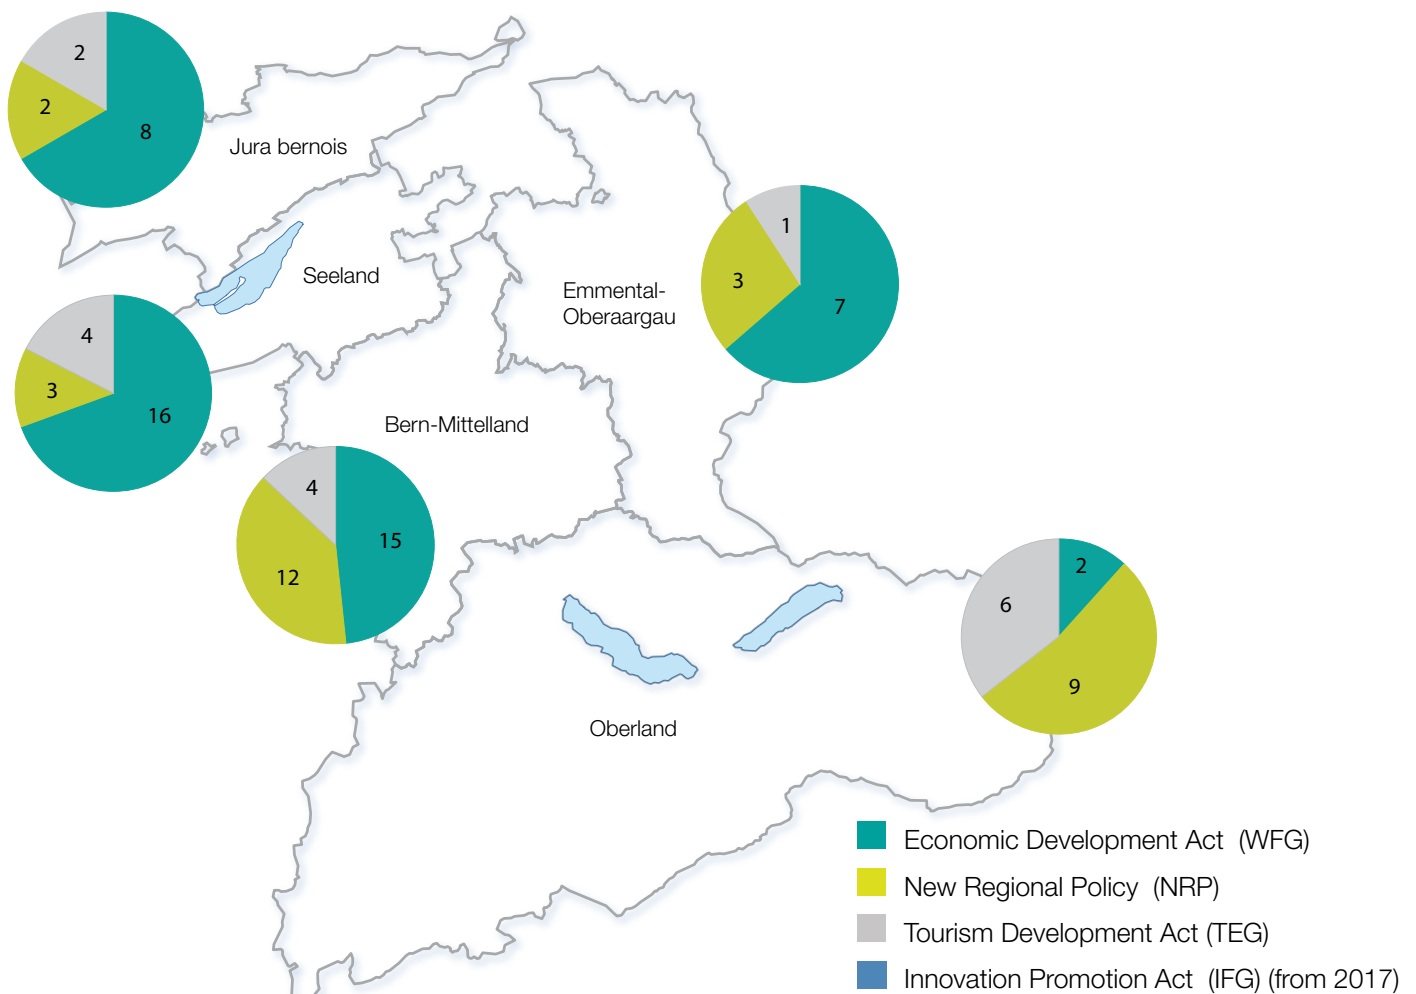 2
2
8
Jura bernois
1
3
7
Seeland
Emmental-
Oberaargau
4
3
16
Bern-Mittelland
4
15
12
2
6
9
Oberland
Economic Development Act (WFG)
New Regional Policy (NRP)
Tourism Development Act (TEG)
Innovation Promotion Act (IFG) (from 2017)